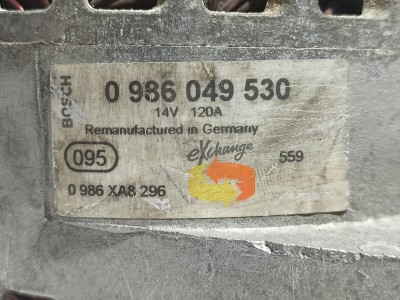 BOSCH
0 986 049 530
14V 120A
Remanufactured in Germany
095
eXchange
559
0 986 XA8 296